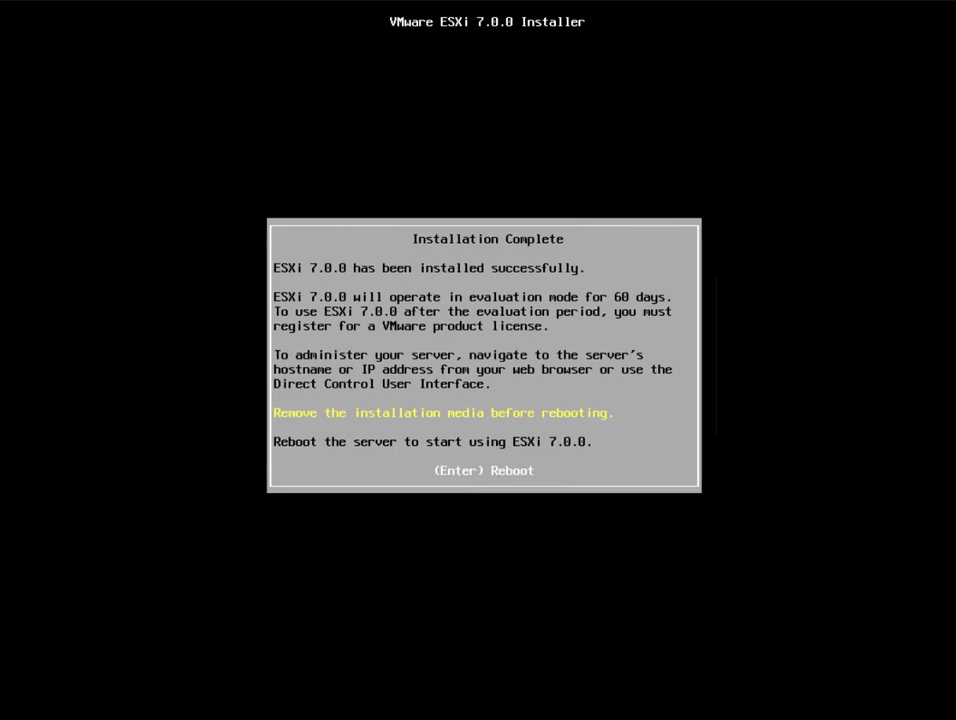 VMware ESXi 7.0.0 Installer
Installation Complete
ESXi 7.0.0 has been installed successfully.
ESXi 7.0.0 will operate in evaluation mode for 60 days.
To use ESXi 7.0.0 after the evaluation period, you must
register for a VMware product license.
To administer your server, navigate to the server's
hostname or IP address from your web browser or use the
Direct Control User Interface.
Remove the installation media before rebooting.
Reboot the server to start using ESXi 7.0.0.
(Enter) Reboot